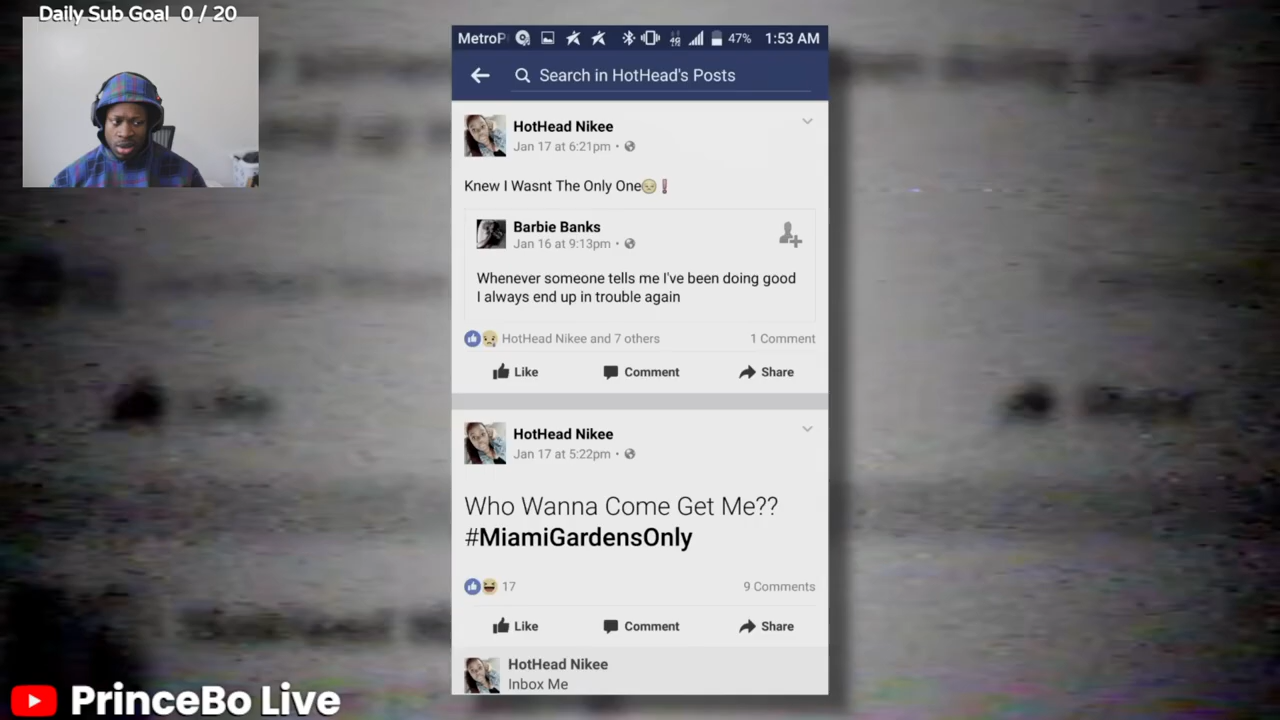 Daily Sub Goal 0 / 20
MetroP 4G 47% 1:53 AM
Search in HotHead's Posts
HotHead Nikee
Jan 17 at 6:21pm •
Knew I Wasnt The Only One😢❗
Barbie Banks
Jan 16 at 9:13pm •
Whenever someone tells me I've been doing good
I always end up in trouble again
HotHead Nikee and 7 others 1 Comment
Like Comment Share
HotHead Nikee
Jan 17 at 5:22pm •
Who Wanna Come Get Me??
#MiamiGardensOnly
17 9 Comments
Like Comment Share
HotHead Nikee
Inbox Me
PrinceBo Live